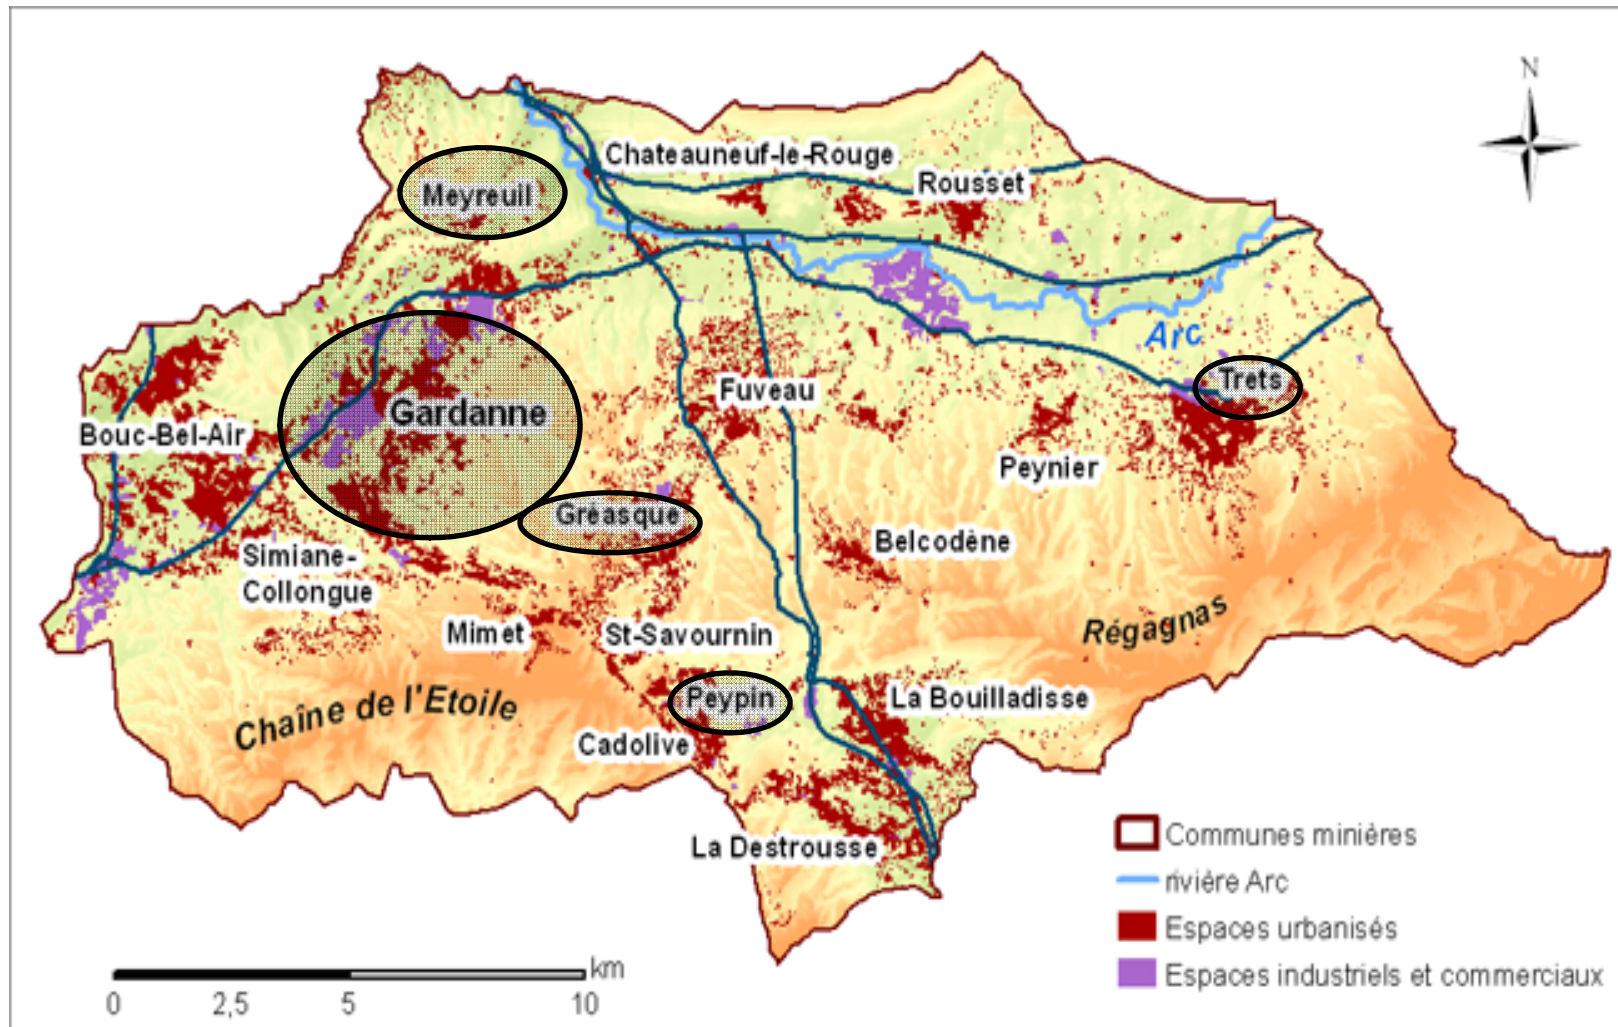 N
Chateauneuf-le-Rouge
Meyreuil
Rousset
Arc
Trets
Fuveau
Gardanne
Bouc-Bel-Air
Peynier
Gréasque
Belcodène
Simiane-
Collongue
Mimet
St-Savournin
Régagnas
Peypin
La Bouilladisse
Chaîne de l'Etoile
Cadolive
La Destrousse
Communes minières
rivière Arc
Espaces urbanisés
Espaces industriels et commerciaux
km
0 2,5 5 10